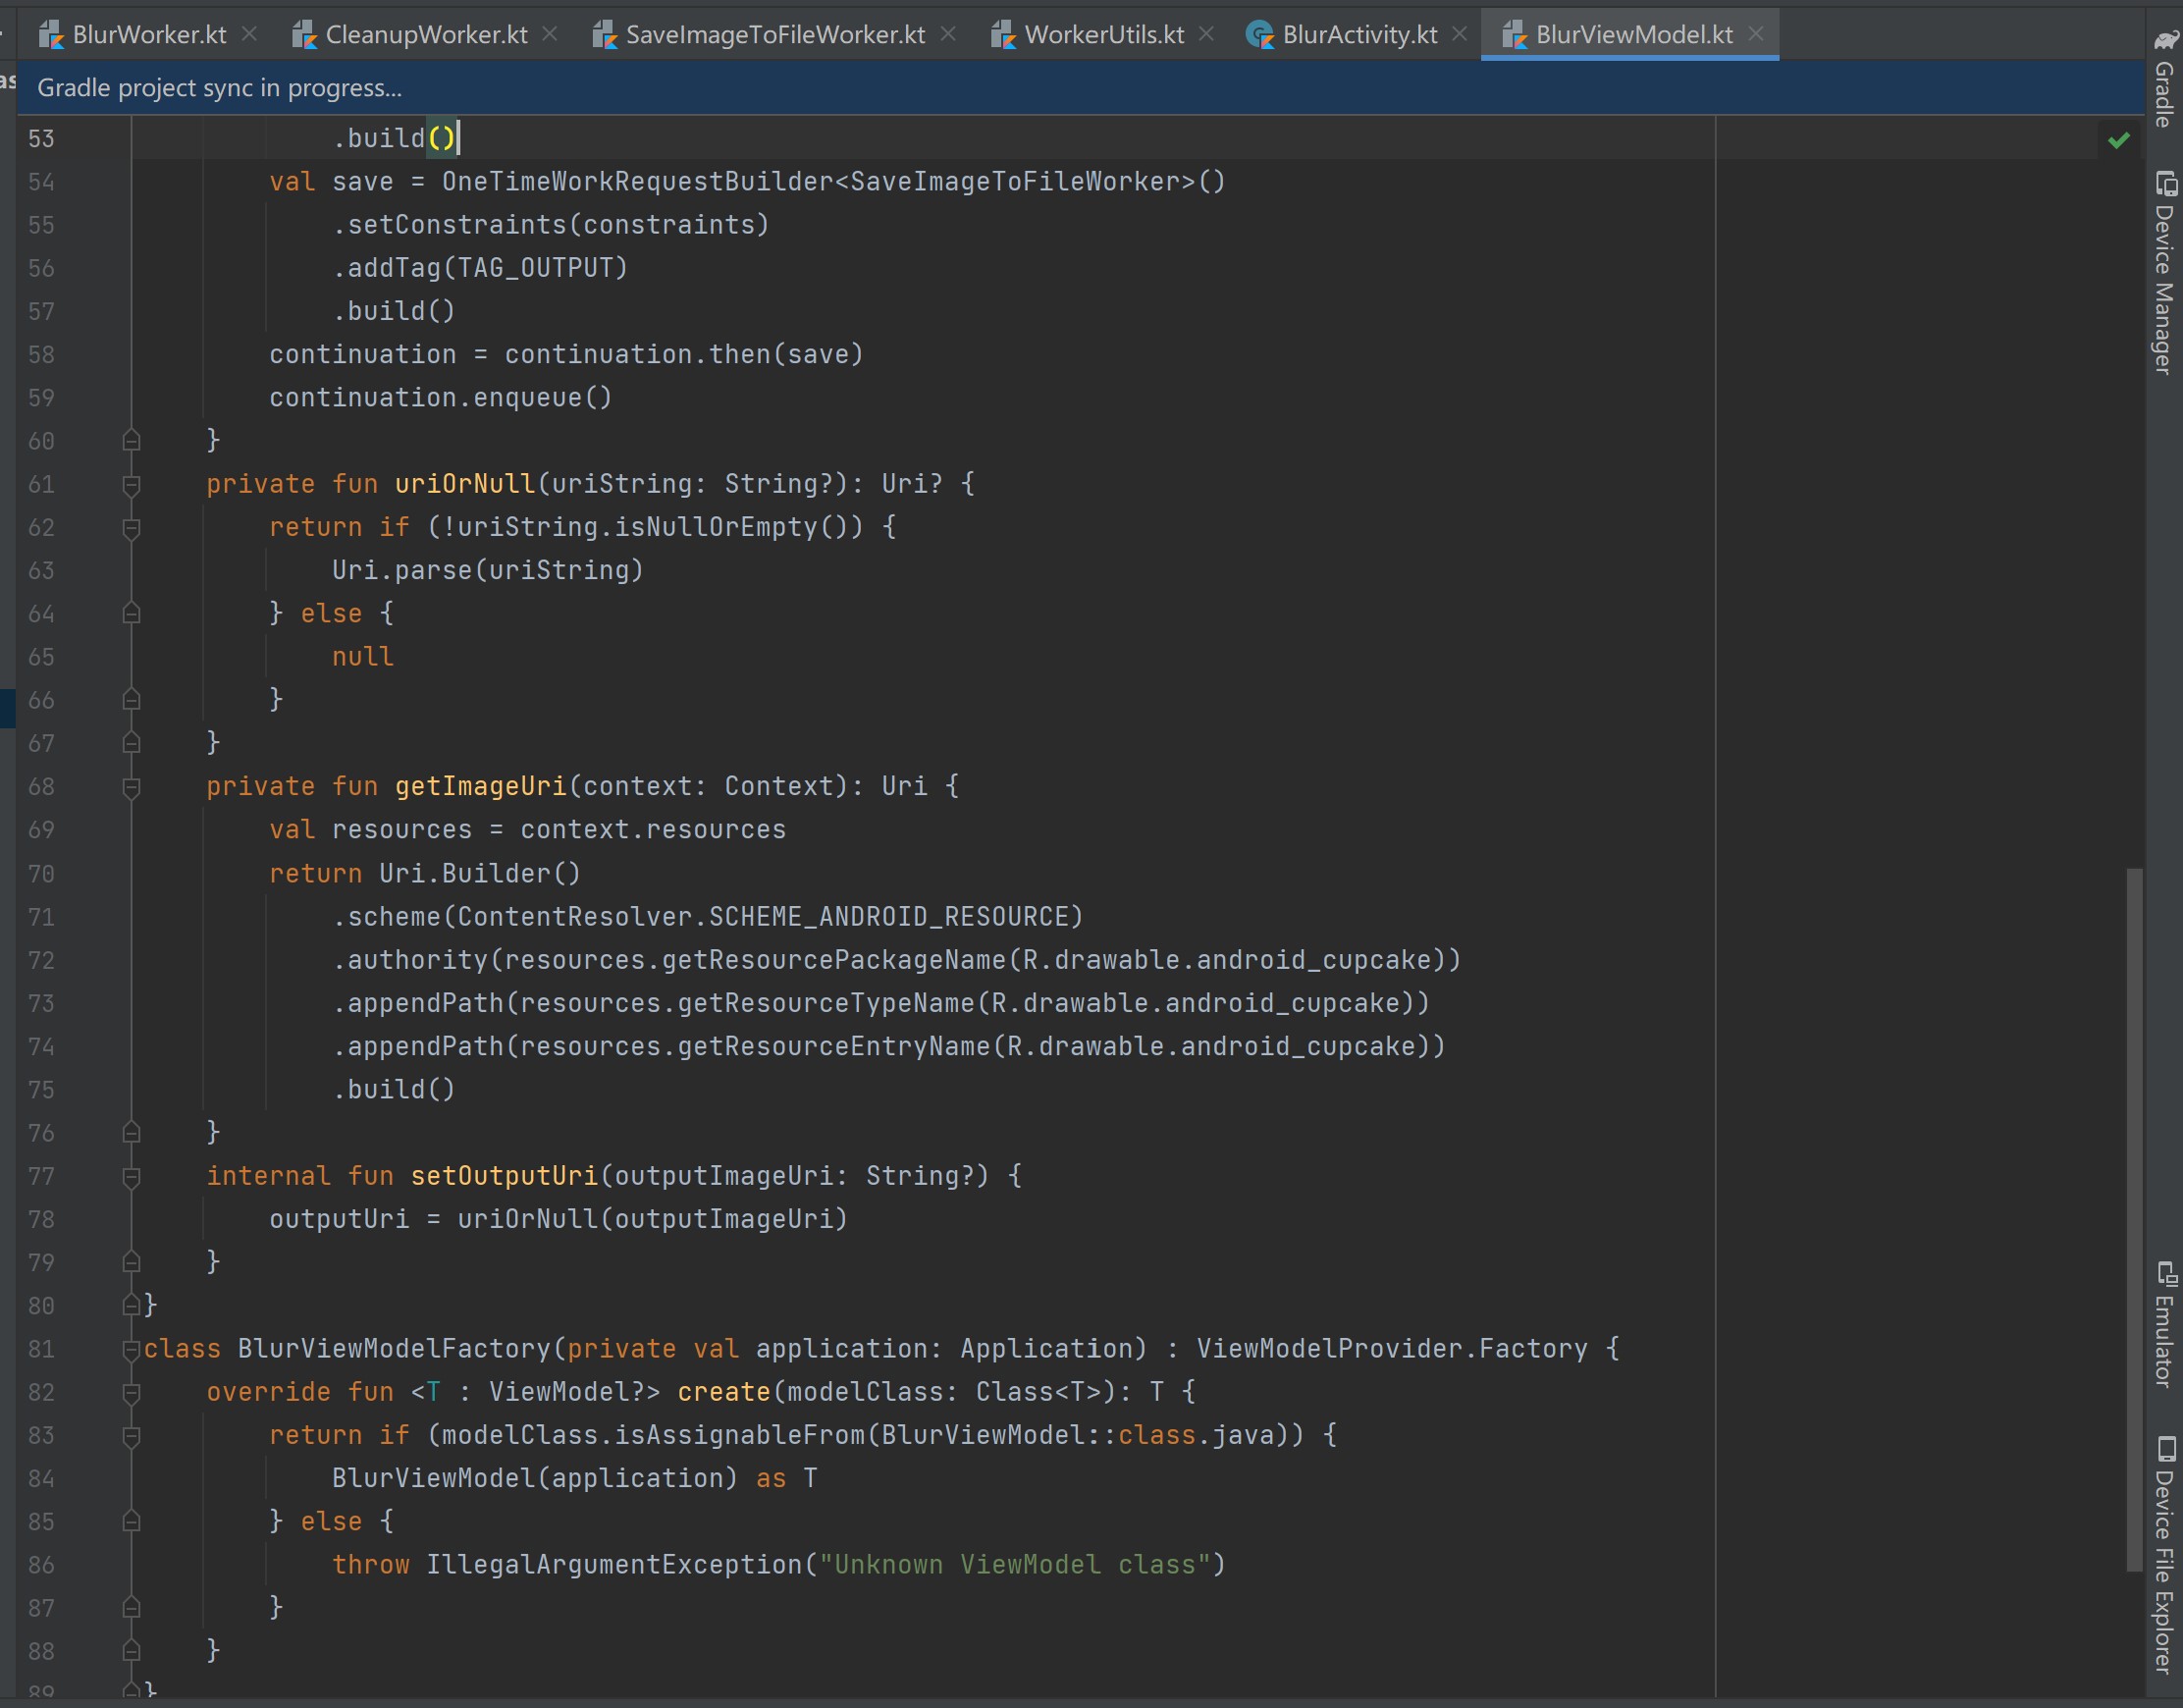 BlurWorker.kt CleanupWorker.kt SaveImageToFileWorker.kt WorkerUtils.kt BlurActivity.kt BlurViewModel.kt
as
Gradle project sync in progress...
53 .build()
54 val save = OneTimeWorkRequestBuilder<SaveImageToFileWorker>()
55 .setConstraints(constraints)
56 .addTag(TAG_OUTPUT)
57 .build()
58 continuation = continuation.then(save)
59 continuation.enqueue()
60 }
61 private fun uriOrNull(uriString: String?): Uri? {
62 return if (!uriString.isNullOrEmpty()) {
63 Uri.parse(uriString)
64 } else {
65 null
66 }
67 }
68 private fun getImageUri(context: Context): Uri {
69 val resources = context.resources
70 return Uri.Builder()
71 .scheme(ContentResolver.SCHEME_ANDROID_RESOURCE)
72 .authority(resources.getResourcePackageName(R.drawable.android_cupcake))
73 .appendPath(resources.getResourceTypeName(R.drawable.android_cupcake))
74 .appendPath(resources.getResourceEntryName(R.drawable.android_cupcake))
75 .build()
76 }
77 internal fun setOutputUri(outputImageUri: String?) {
78 outputUri = uriOrNull(outputImageUri)
79 }
80 }
81 class BlurViewModelFactory(private val application: Application) : ViewModelProvider.Factory {
82 override fun <T : ViewModel?> create(modelClass: Class<T>): T {
83 return if (modelClass.isAssignableFrom(BlurViewModel::class.java)) {
84 BlurViewModel(application) as T
85 } else {
86 throw IllegalArgumentException("Unknown ViewModel class")
87 }
88 }
89 }
Gradle
Device Manager
Emulator
Device File Explorer